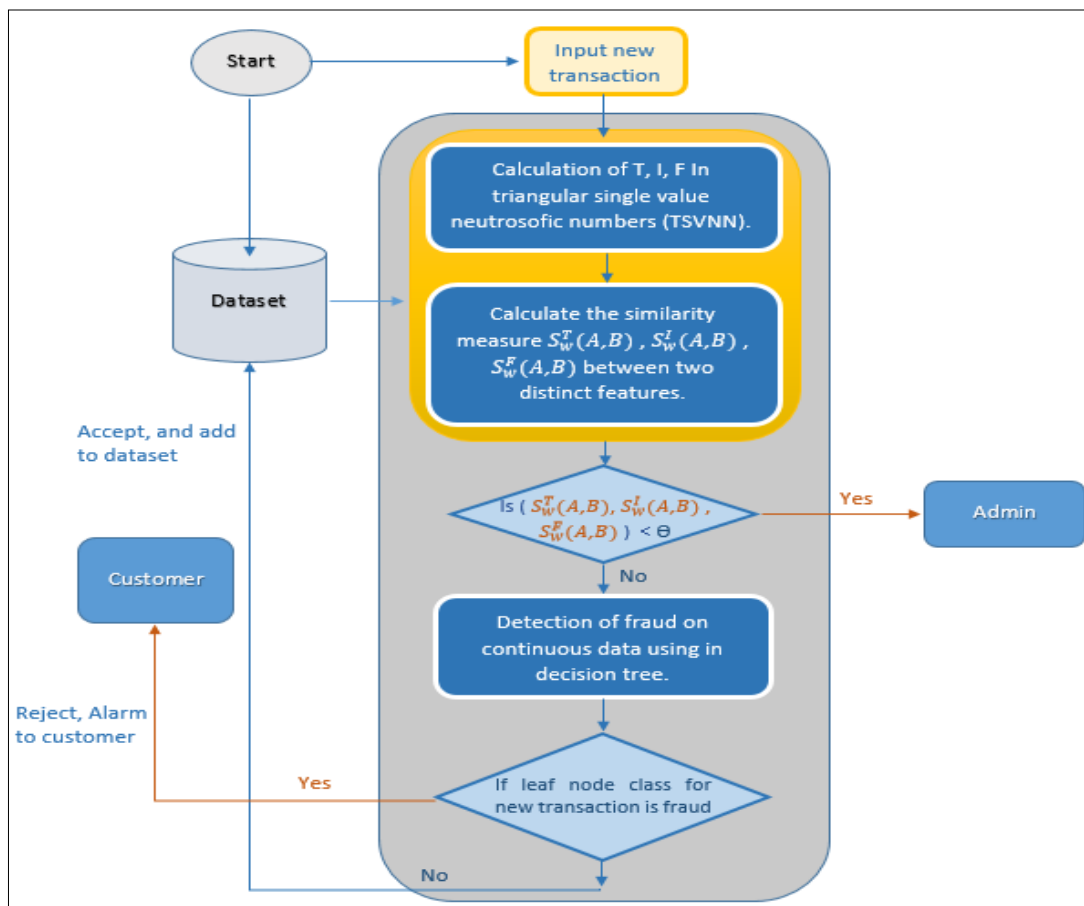 Start
Input new
transaction
Calculation of T, I, F In
triangular single value
neutrosofic numbers (TSVNN).
Dataset
Calculate the similarity
measure S_W^T(A,B) , S_W^I(A,B) ,
S_W^F(A,B) between two
distinct features.
Accept, and add
to dataset
Is ( S_W^T(A,B), S_W^I(A,B) ,
S_W^F(A,B) ) < Ɵ
Yes
Admin
No
Customer
Detection of fraud on
continuous data using in
decision tree.
Reject, Alarm
to customer
Yes
If leaf node class for
new transaction is fraud
No